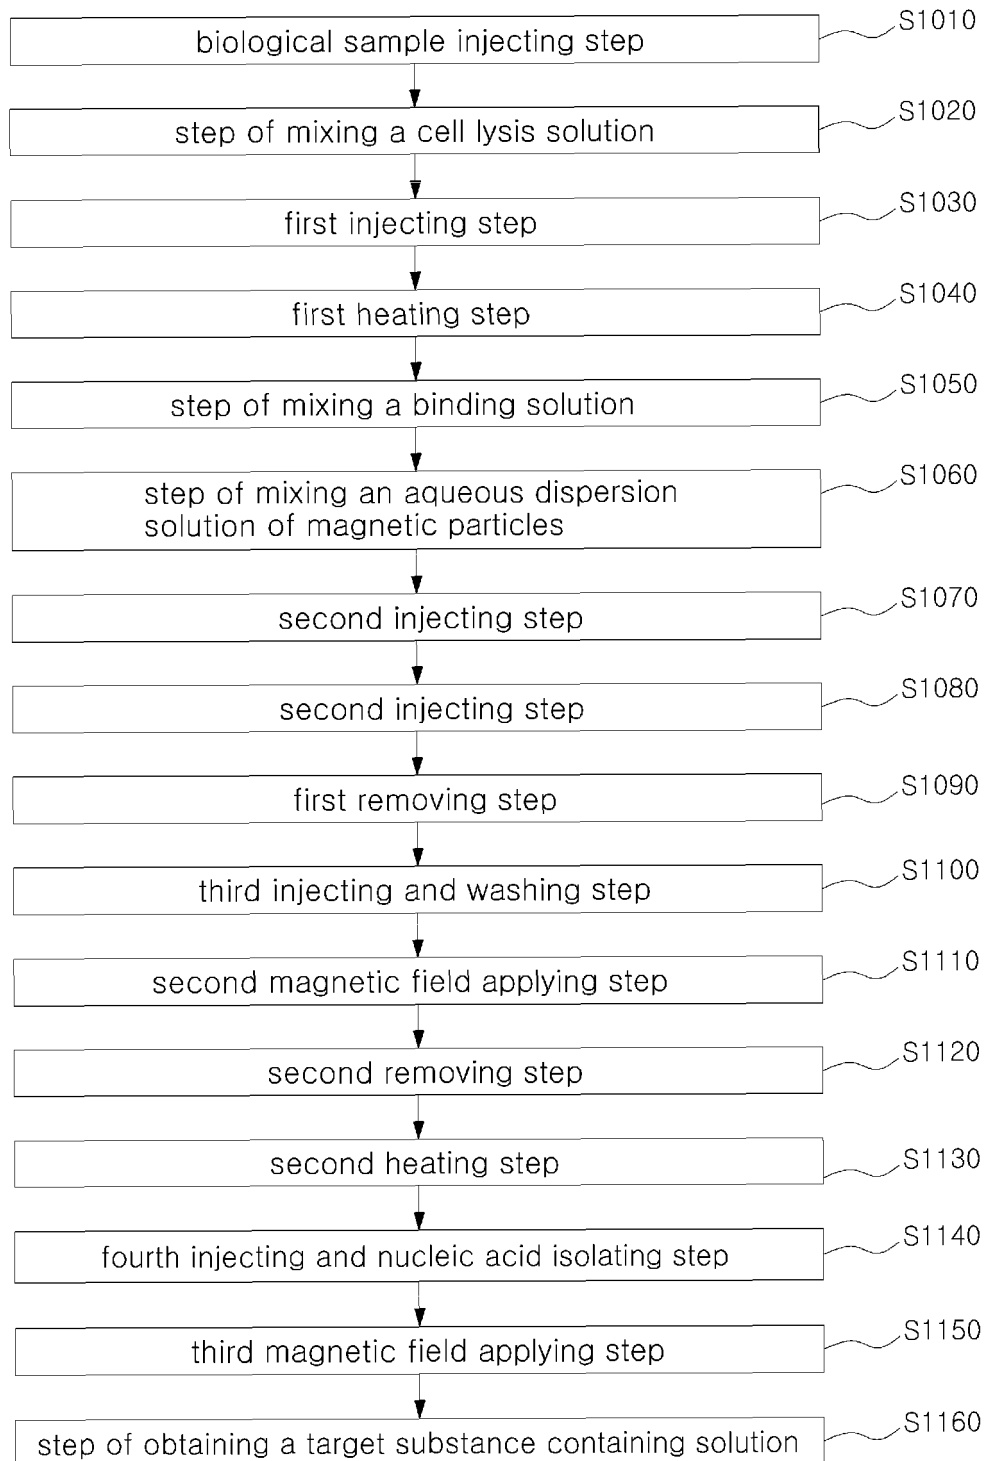 biological sample injecting step S1010
step of mixing a cell lysis solution S1020
first injecting step S1030
first heating step S1040
step of mixing a binding solution S1050
step of mixing an aqueous dispersion S1060
solution of magnetic particles
second injecting step S1070
second injecting step S1080
first removing step S1090
third injecting and washing step S1100
second magnetic field applying step S1110
second removing step S1120
second heating step S1130
fourth injecting and nucleic acid isolating step S1140
third magnetic field applying step S1150
step of obtaining a target substance containing solution S1160